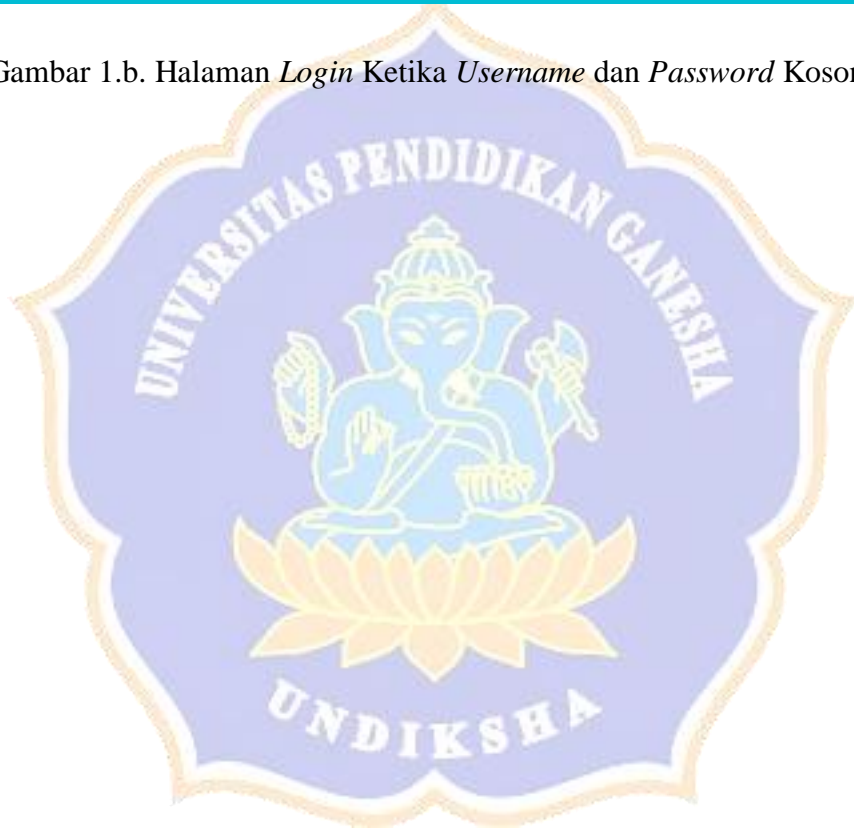 Gambar 1.b. Halaman Login Ketika Username dan Password Koson
UNIVERSITAS PENDIDIKAN GANESHA
UNDIKSHA